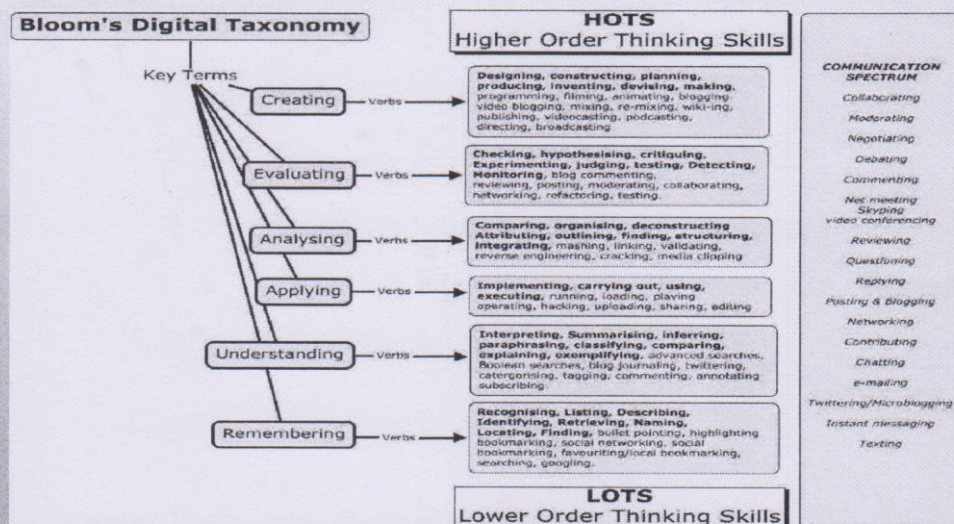 Bloom's Digital Taxonomy
HOTS
Higher Order Thinking Skills
Key Terms
Creating
Verbs
Designing, constructing, planning,
producing, inventing, devising, making,
programming, filming, animating, blogging,
video blogging, mixing, re-mixing, wiki-ing,
publishing, videocasting, podcasting,
directing, broadcasting
Evaluating
Verbs
Checking, hypothesising, critiquing,
Experimenting, judging, testing, Detecting,
Monitoring, blog commenting,
reviewing, posting, moderating, collaborating,
networking, refactoring, testing.
Analysing
Verbs
Comparing, organising, deconstructing
Attributing, outlining, finding, structuring,
integrating, mashing, linking, validating,
reverse engineering, cracking, media clipping
Applying
Verbs
Implementing, carrying out, using,
executing, running, loading, playing
operating, hacking, uploading, sharing, editing
Understanding
Verbs
Interpreting, Summarising, inferring,
paraphrasing, classifying, comparing,
explaining, exemplifying, advanced searches,
Boolean searches, blog journaling, twittering,
catergorising, tagging, commenting, annotating
subscribing.
Remembering
Verbs
Recognising, Listing, Describing,
Identifying, Retrieving, Naming,
Locating, Finding, bullet pointing, highlighting
bookmarking, social networking, social
bookmarking, favouriting/local bookmarking,
searching, googling.
LOTS
Lower Order Thinking Skills
COMMUNICATION
SPECTRUM
Collaborating
Moderating
Negotiating
Debating
Commenting
Net meeting
Skyping
video conferencing
Reviewing
Questioning
Replying
Posting & Blogging
Networking
Contributing
Chatting
e-mailing
Twittering/Microblogging
Instant messaging
Texting